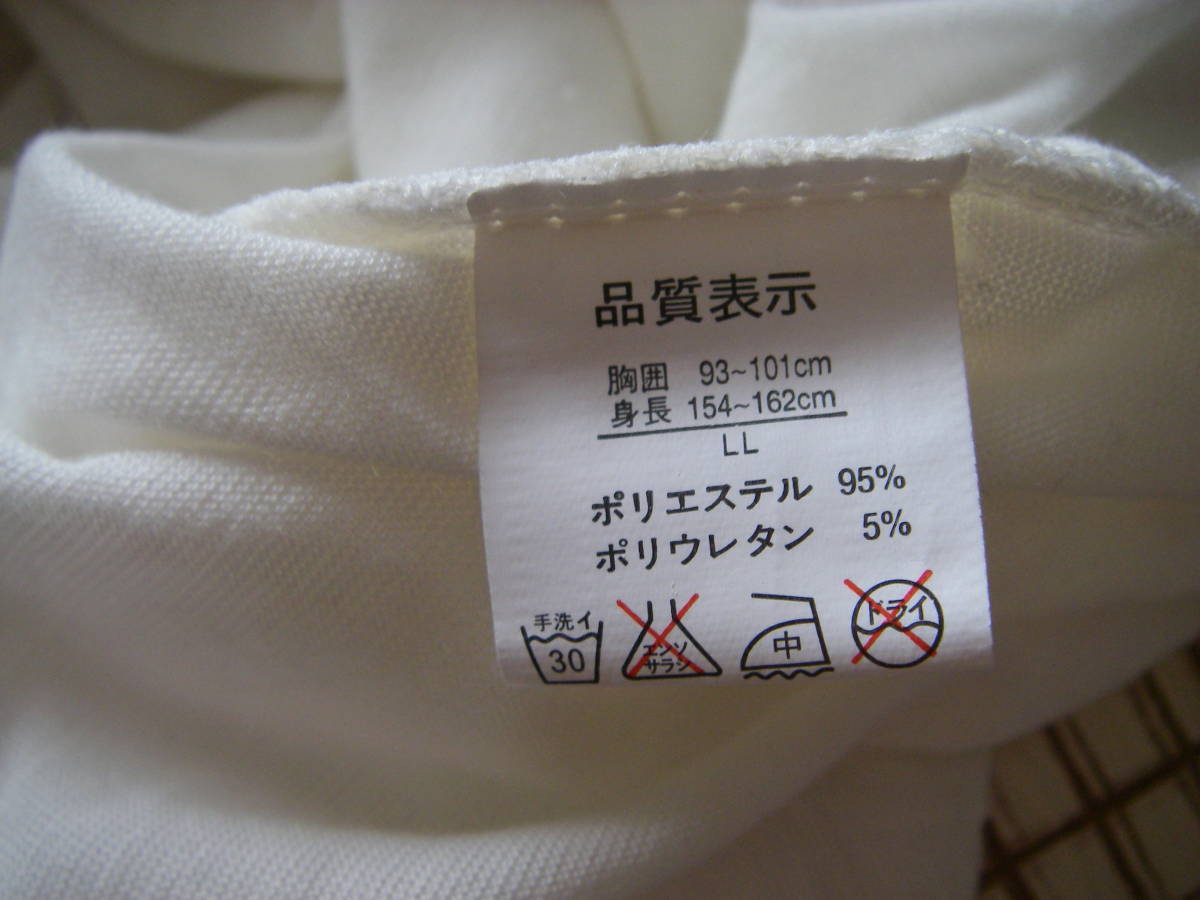 品質表示
胸囲 93~101cm
身長 154~162cm
LL
ポリエステル 95%
ポリウレタン 5%
手洗イ
30
エンソ
サラシ
中
ドライ